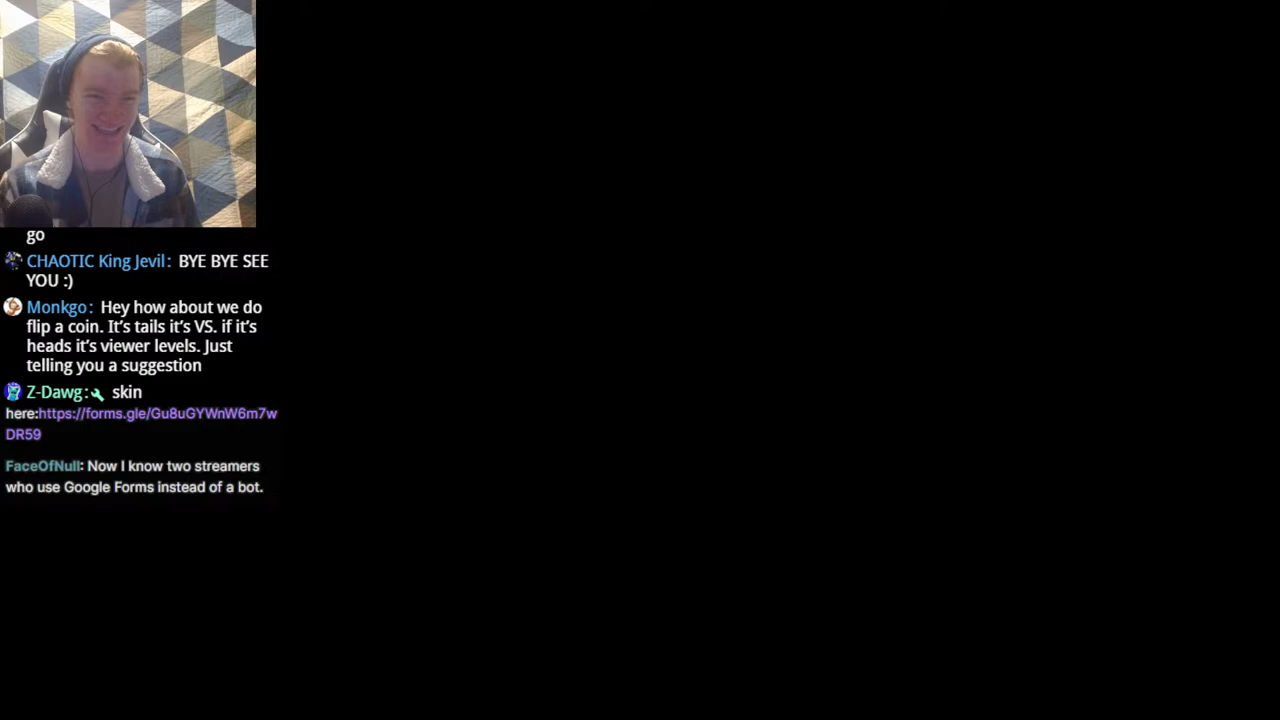 go
CHAOTIC King Jevil: BYE BYE SEE
YOU :)
Monkgo: Hey how about we do
flip a coin. It’s tails it’s VS. if it’s
heads it’s viewer levels. Just
telling you a suggestion
Z-Dawg: skin
here:https://forms.gle/Gu8uGYWnW6m7w
DR59
FaceOfNull: Now I know two streamers
who use Google Forms instead of a bot.